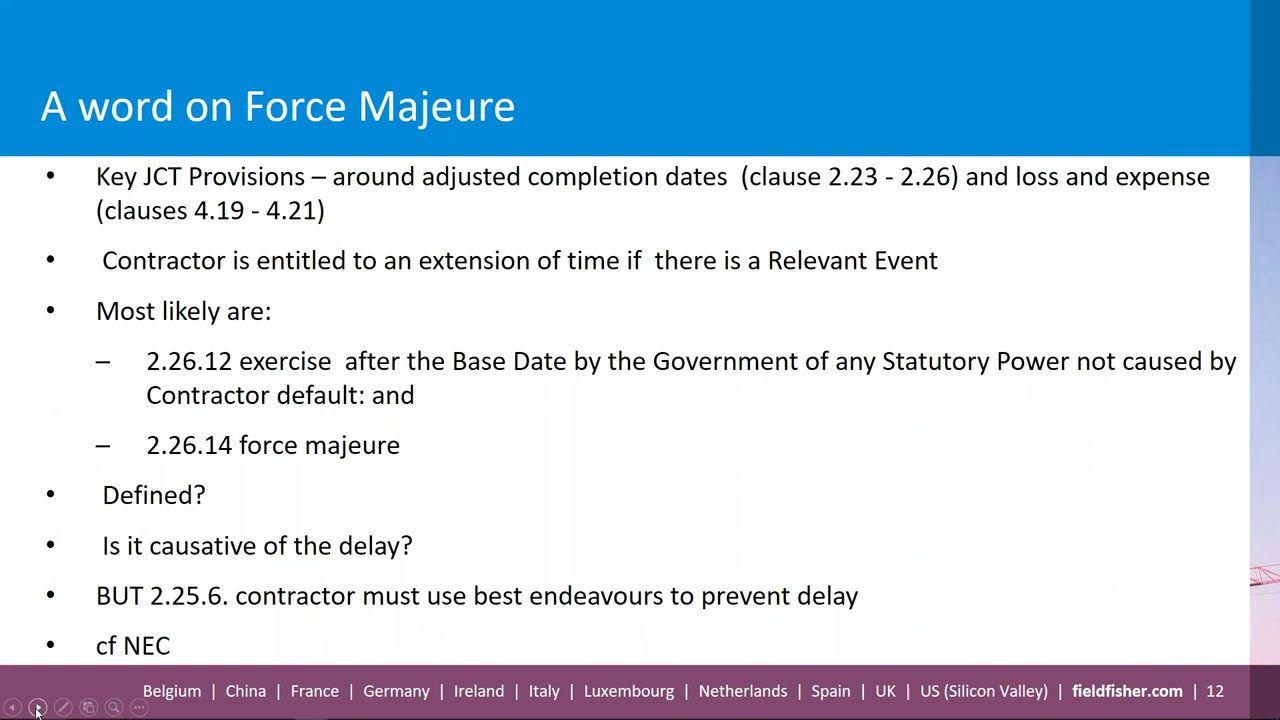 A word on Force Majeure
• Key JCT Provisions – around adjusted completion dates (clause 2.23 - 2.26) and loss and expense
(clauses 4.19 - 4.21)
• Contractor is entitled to an extension of time if there is a Relevant Event
• Most likely are:
– 2.26.12 exercise after the Base Date by the Government of any Statutory Power not caused by
Contractor default: and
– 2.26.14 force majeure
• Defined?
• Is it causative of the delay?
• BUT 2.25.6. contractor must use best endeavours to prevent delay
• cf NEC
Belgium | China | France | Germany | Ireland | Italy | Luxembourg | Netherlands | Spain | UK | US (Silicon Valley) | fieldfisher.com | 12